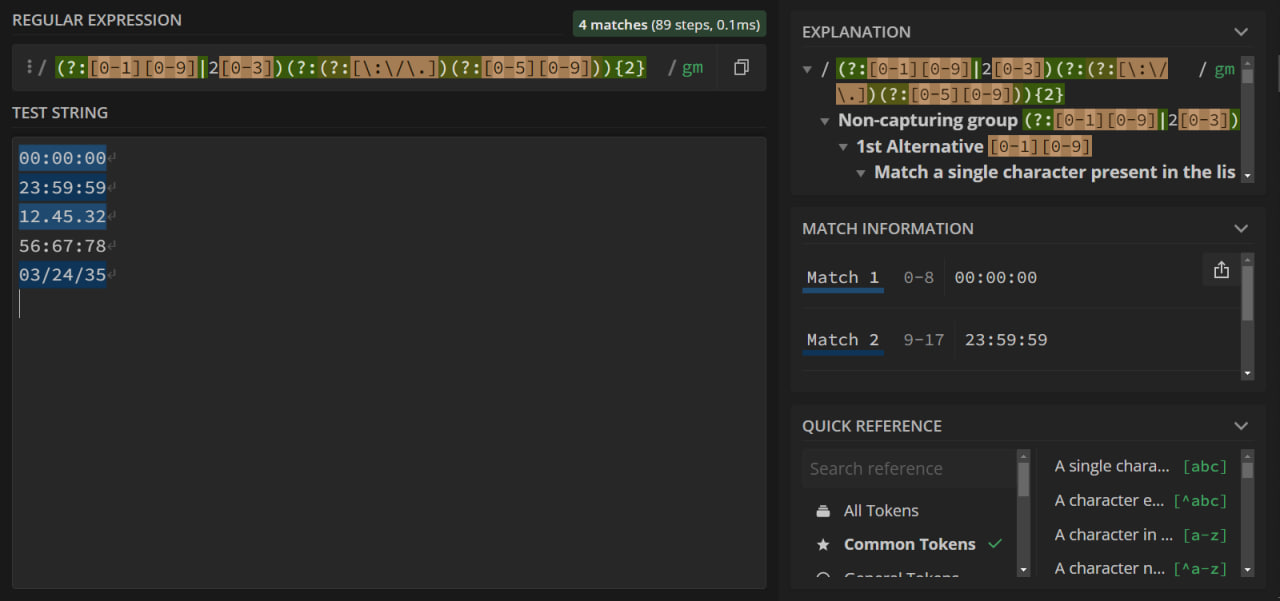 REGULAR EXPRESSION
4 matches (89 steps, 0.1ms)
/ (?:[0-1][0-9]|2[0-3])(?:(?:[\:\/\.])(?:[0-5][0-9])){2} / gm
TEST STRING
00:00:00
23:59:59
12.45.32
56:67:78
03/24/35
EXPLANATION
/ (?:[0-1][0-9]|2[0-3])(?:(?:[\:\/ / gm
\.])(?:[0-5][0-9])){2}
Non-capturing group (?:[0-1][0-9]|2[0-3])
1st Alternative [0-1][0-9]
Match a single character present in the lis
MATCH INFORMATION
Match 1 0-8 00:00:00
Match 2 9-17 23:59:59
QUICK REFERENCE
Search reference
All Tokens
Common Tokens
General Tokens
A single chara... [abc]
A character e... [^abc]
A character in ... [a-z]
A character n... [^a-z]